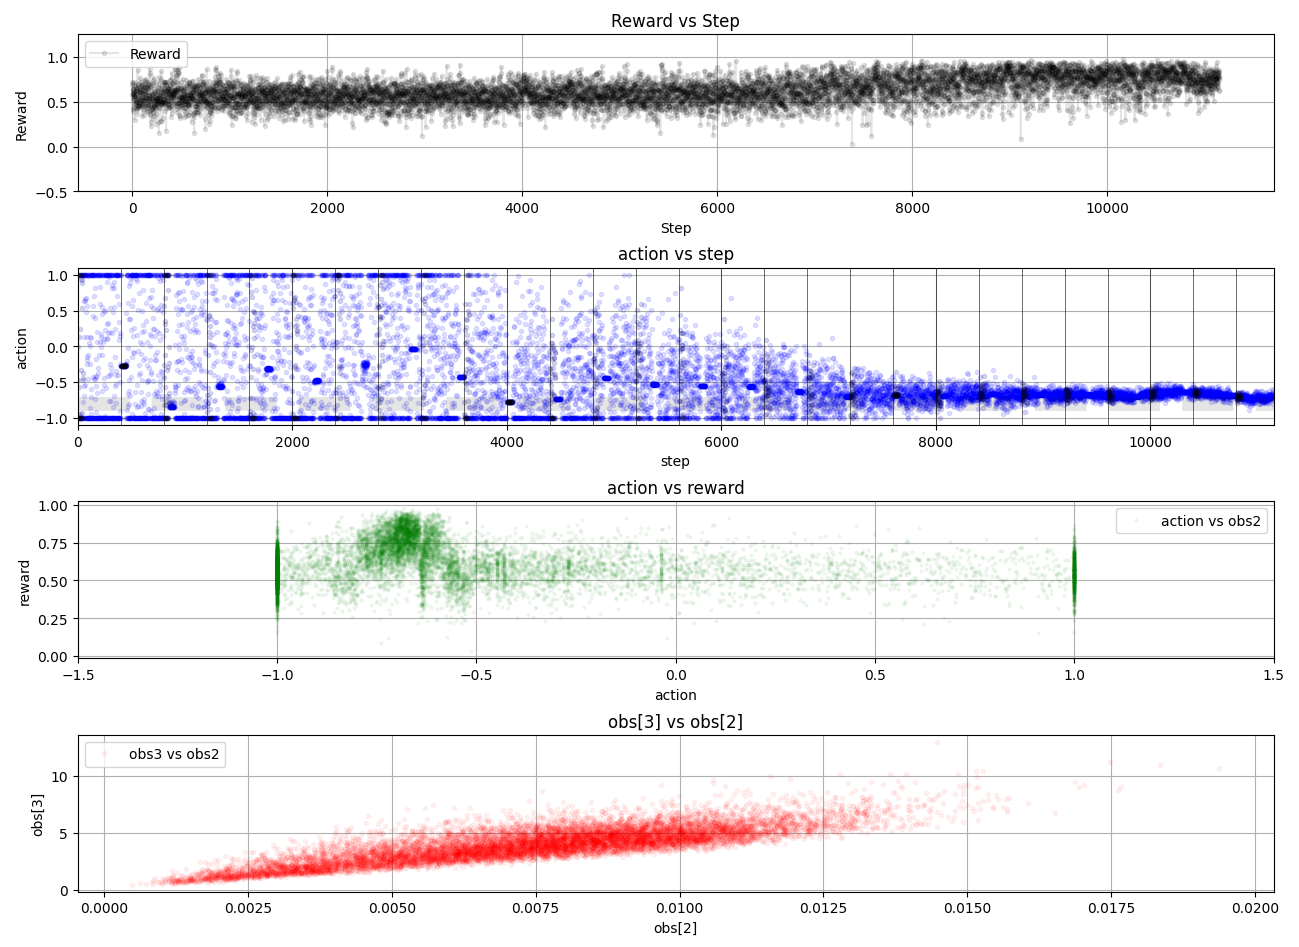 Reward vs Step
Reward
1.0
0.5
0.0
−0.5
Reward
0 2000 4000 6000 8000 10000
Step
action vs step
1.0
0.5
0.0
−0.5
−1.0
action
0 2000 4000 6000 8000 10000
step
action vs reward
action vs obs2
1.00
0.75
0.50
0.25
0.00
reward
−1.5 −1.0 −0.5 0.0 0.5 1.0 1.5
action
obs[3] vs obs[2]
obs3 vs obs2
10
5
0
obs[3]
0.0000 0.0025 0.0050 0.0075 0.0100 0.0125 0.0150 0.0175 0.0200
obs[2]